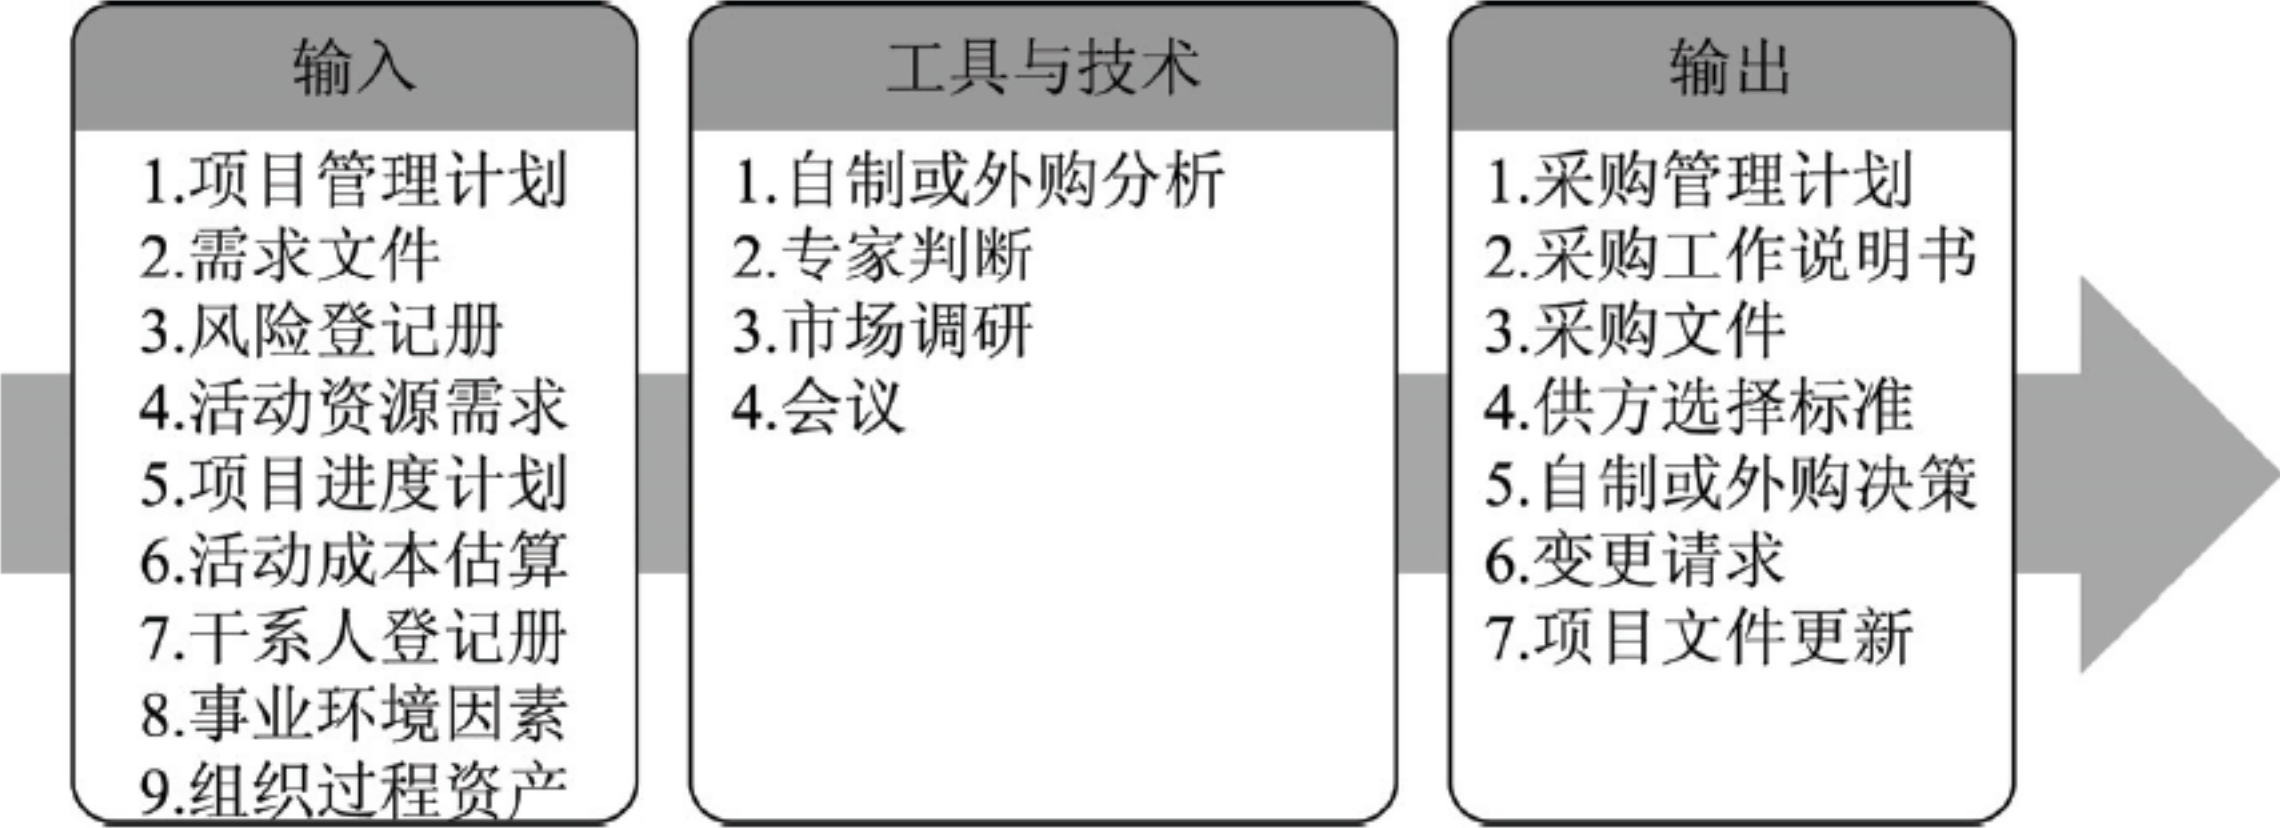 输入
1.项目管理计划
2.需求文件
3.风险登记册
4.活动资源需求
5.项目进度计划
6.活动成本估算
7.干系人登记册
8.事业环境因素
9.组织过程资产
工具与技术
1.自制或外购分析
2.专家判断
3.市场调研
4.会议
输出
1.采购管理计划
2.采购工作说明书
3.采购文件
4.供方选择标准
5.自制或外购决策
6.变更请求
7.项目文件更新